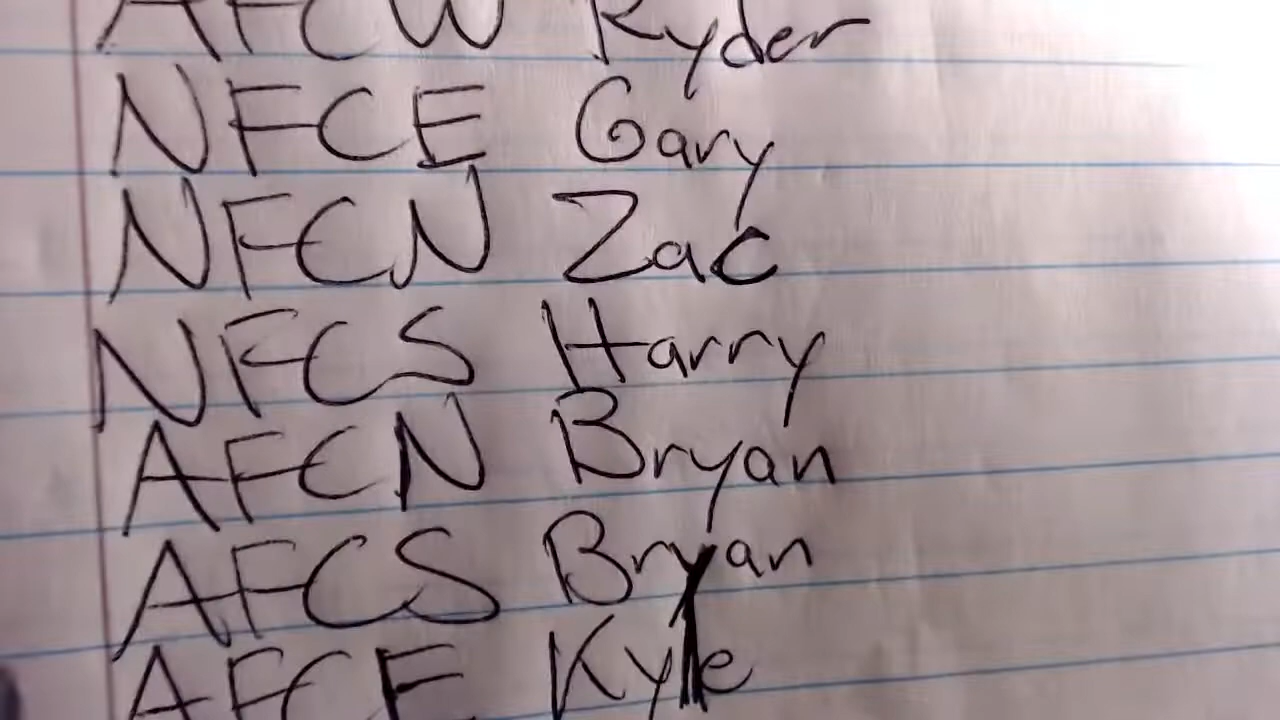 AFCW Ryder
NFCE Gary
NFCN Zac
NFCS Harry
AFCN Bryan
AFCS Bryan
AFCE Kyle